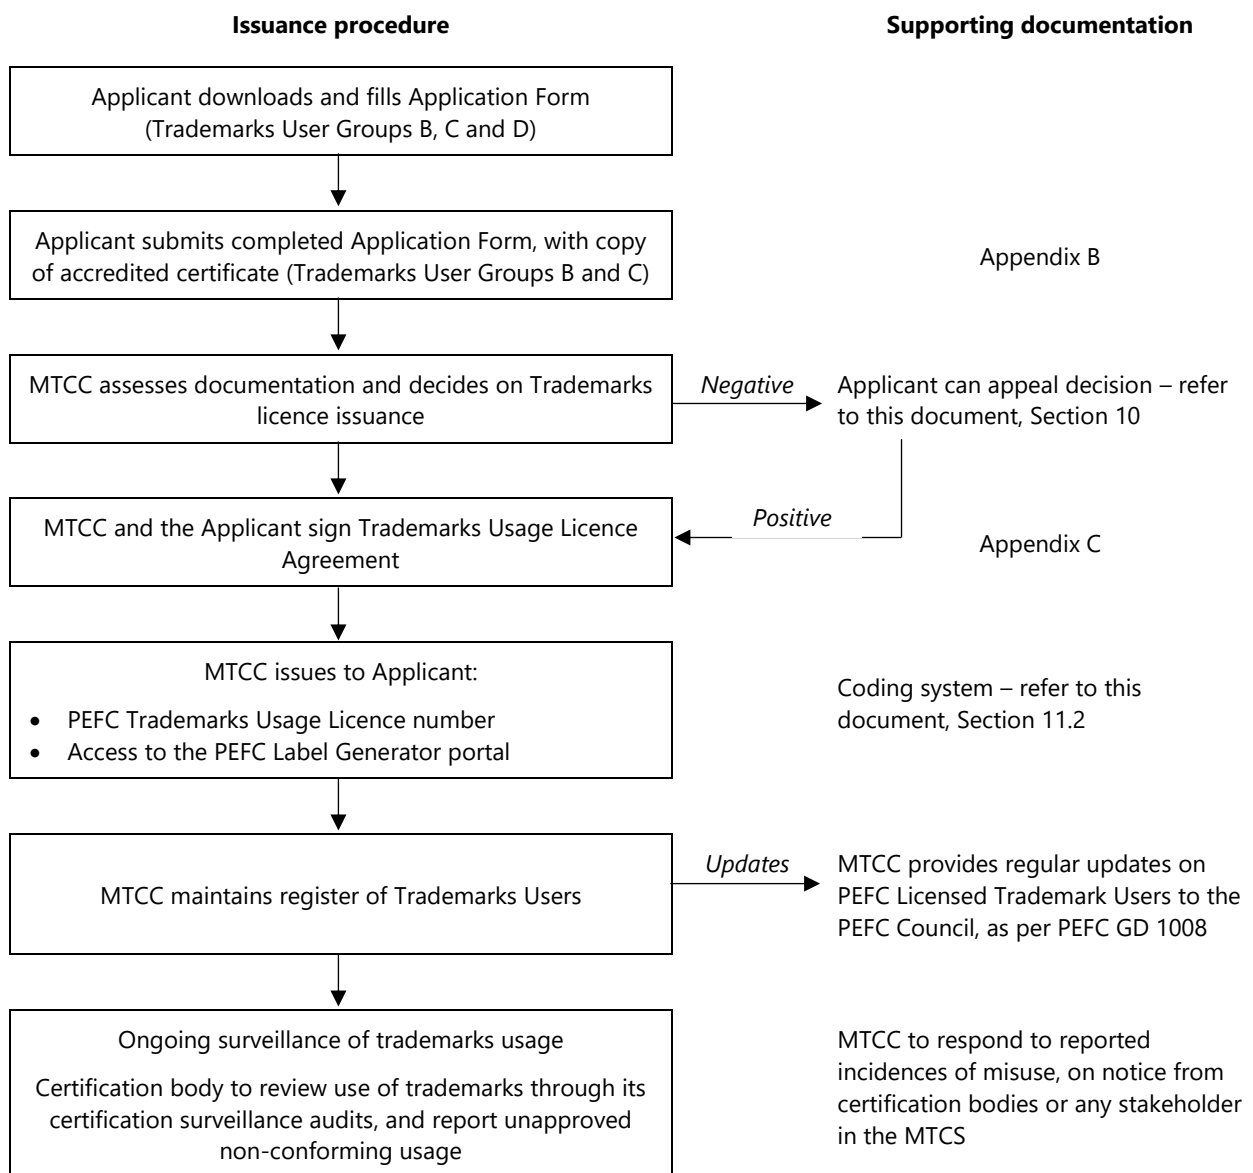 Issuance procedure
Supporting documentation
Applicant downloads and fills Application Form
(Trademarks User Groups B, C and D)
Applicant submits completed Application Form, with copy
of accredited certificate (Trademarks User Groups B and C)
Appendix B
MTCC assesses documentation and decides on Trademarks
licence issuance
Negative
Applicant can appeal decision – refer
to this document, Section 10
MTCC and the Applicant sign Trademarks Usage Licence
Agreement
Positive
Appendix C
MTCC issues to Applicant:
• PEFC Trademarks Usage Licence number
• Access to the PEFC Label Generator portal
Coding system – refer to this
document, Section 11.2
MTCC maintains register of Trademarks Users
Updates
MTCC provides regular updates on
PEFC Licensed Trademark Users to the
PEFC Council, as per PEFC GD 1008
Ongoing surveillance of trademarks usage
Certification body to review use of trademarks through its
certification surveillance audits, and report unapproved
non-conforming usage
MTCC to respond to reported
incidences of misuse, on notice from
certification bodies or any stakeholder
in the MTCS